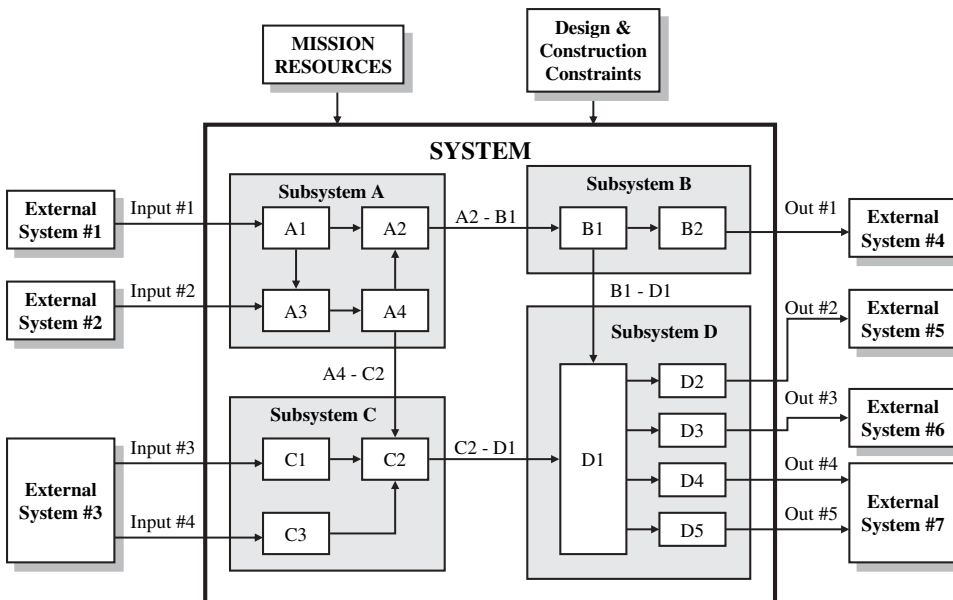 MISSION
RESOURCES
Design &
Construction
Constraints
SYSTEM
Subsystem A
Subsystem B
External
System #1
Input #1
A1
A2
A2 - B1
B1
B2
Out #1
External
System #4
External
System #2
Input #2
A3
A4
B1 - D1
Out #2
External
System #5
Subsystem D
A4 - C2
D2
Subsystem C
Out #3
External
System #6
D3
External
System #3
Input #3
C1
C2
C2 - D1
D1
D4
Out #4
External
System #7
Input #4
C3
D5
Out #5